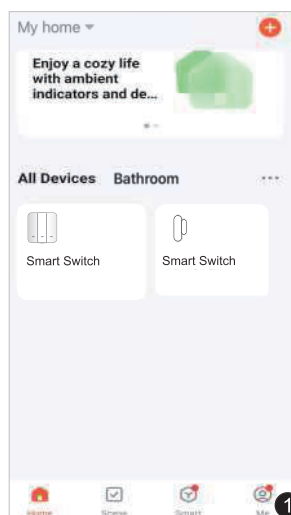 My home
Enjoy a cozy life
with ambient
indicators and de...
All Devices Bathroom ...
Smart Switch Smart Switch
Home Scene Smart Me
1